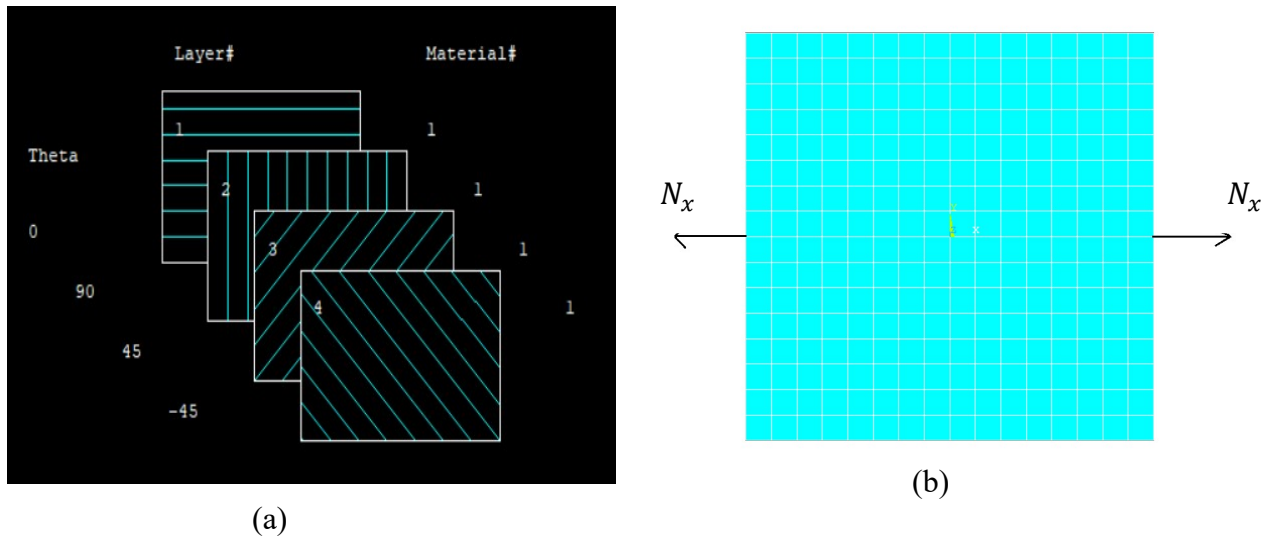 Layer# Material#
1 1
Theta
2 1
0
3 1
90
4 1
45
-45
(a)
N_x N_x
Y
X
(b)